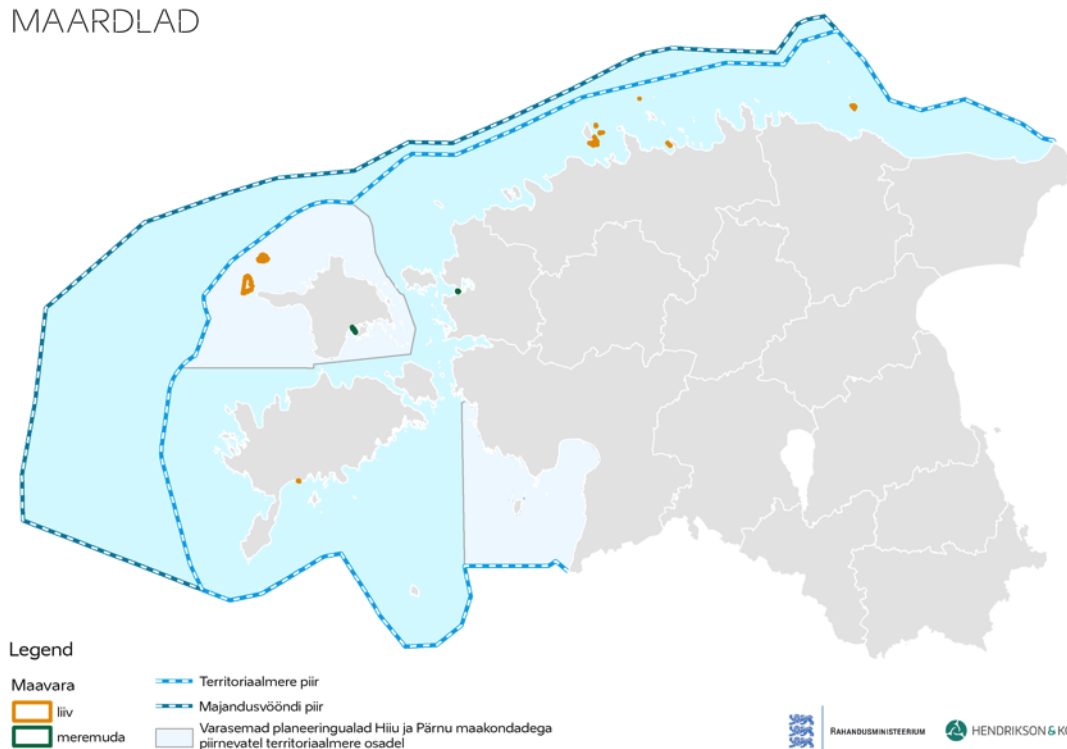 MAARDLAD
Legend
Maavara
liiv
meremuda
Territoriaalmere piir
Majandusvööndi piir
Varasemad planeeringualad Hiiu ja Pärnu maakondadega
piirnevatel territoriaalmere osadel
RAHANDUSMINISTEERIUM
HENDRIKSON & KO